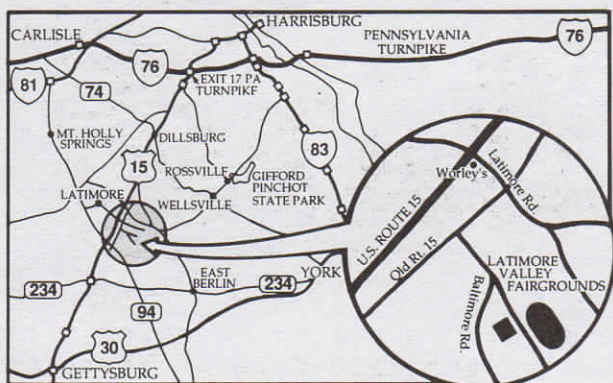 HARRISBURG
CARLISLE
PENNSYLVANIA
TURNPIKE
76
76
EXIT 17 PA
TURNPIKE
81
74
MT. HOLLY
SPRINGS
DILLSBURG
83
15
ROSSVILLE
GIFFORD
PINCHOT
STATE PARK
LATIMORE
WELLSVILLE
EAST
BERLIN
YORK
234
234
94
30
GETTYSBURG
U.S. ROUTE 15
Old Rt. 15
Worley's
Latimore Rd.
LATIMORE
VALLEY
FAIRGROUNDS
Baltimore Rd.